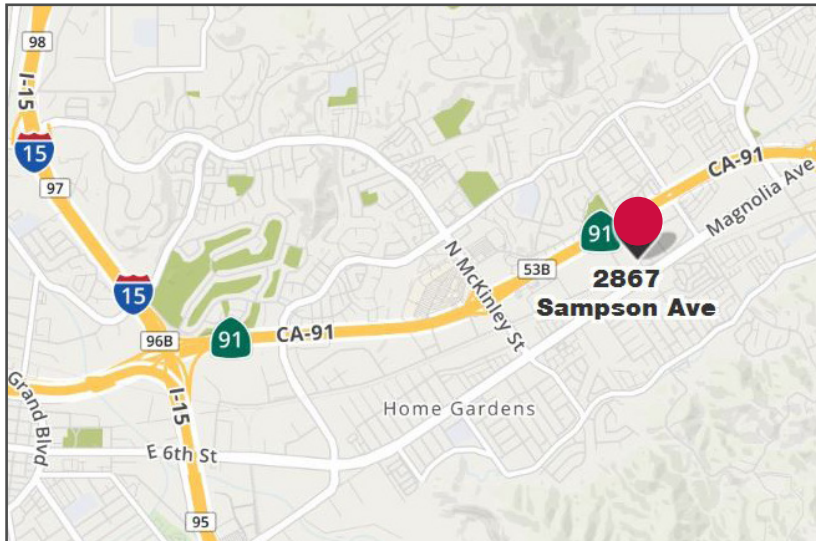 98
I-15
15
97
15
96B
91
CA-91
I-15
Grand Blvd
E 6th St
95
N McKinley St
53B
91
CA-91
Magnolia Ave
2867
Sampson Ave
Home Gardens